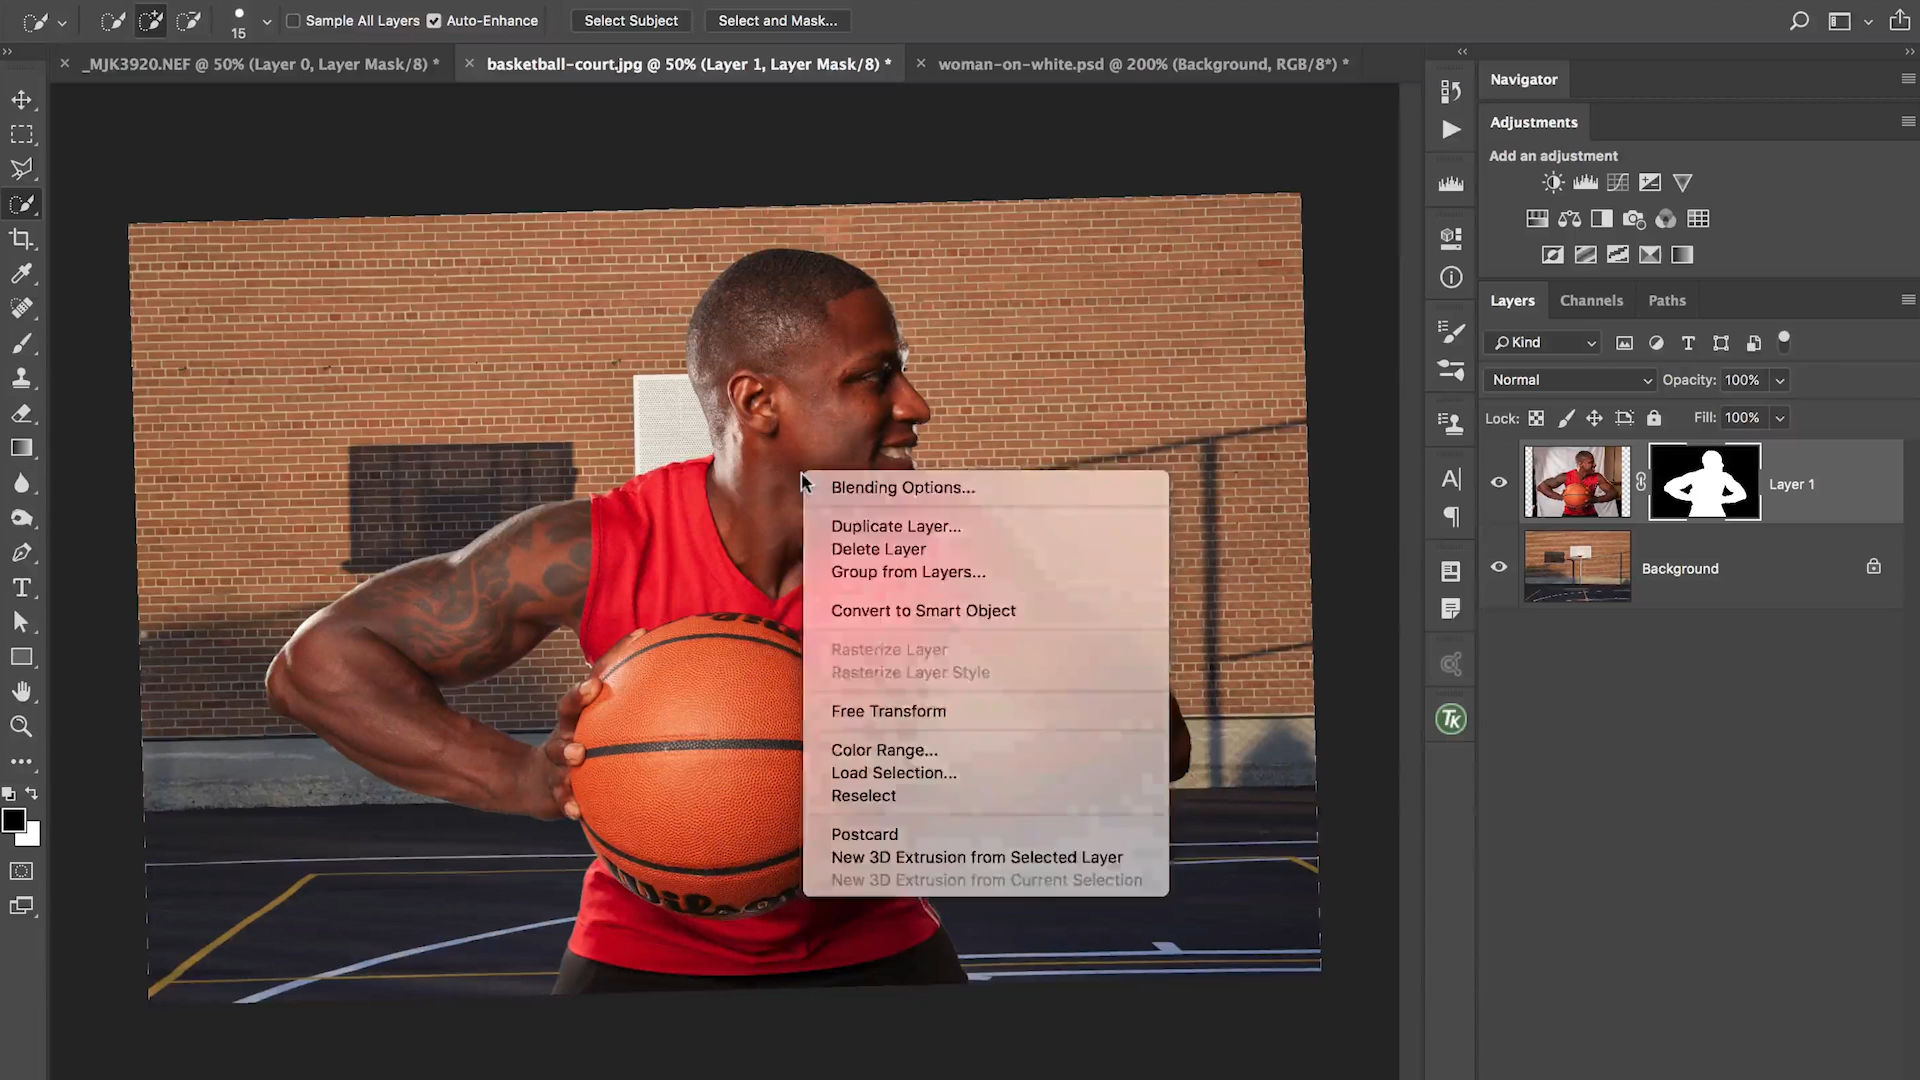 15
Sample All Layers
Auto-Enhance
Select Subject
Select and Mask...
_MJK3920.NEF @ 50% (Layer 0, Layer Mask/8) *
basketball-court.jpg @ 50% (Layer 1, Layer Mask/8) *
woman-on-white.psd @ 200% (Background, RGB/8*) *
Navigator
Adjustments
Add an adjustment
Layers
Channels
Paths
Kind
Normal
Opacity: 100%
Lock:
Fill: 100%
Layer 1
Background
Blending Options...
Duplicate Layer...
Delete Layer
Group from Layers...
Convert to Smart Object
Rasterize Layer
Rasterize Layer Style
Free Transform
Color Range...
Load Selection...
Reselect
Postcard
New 3D Extrusion from Selected Layer
New 3D Extrusion from Current Selection
Wilson
TK